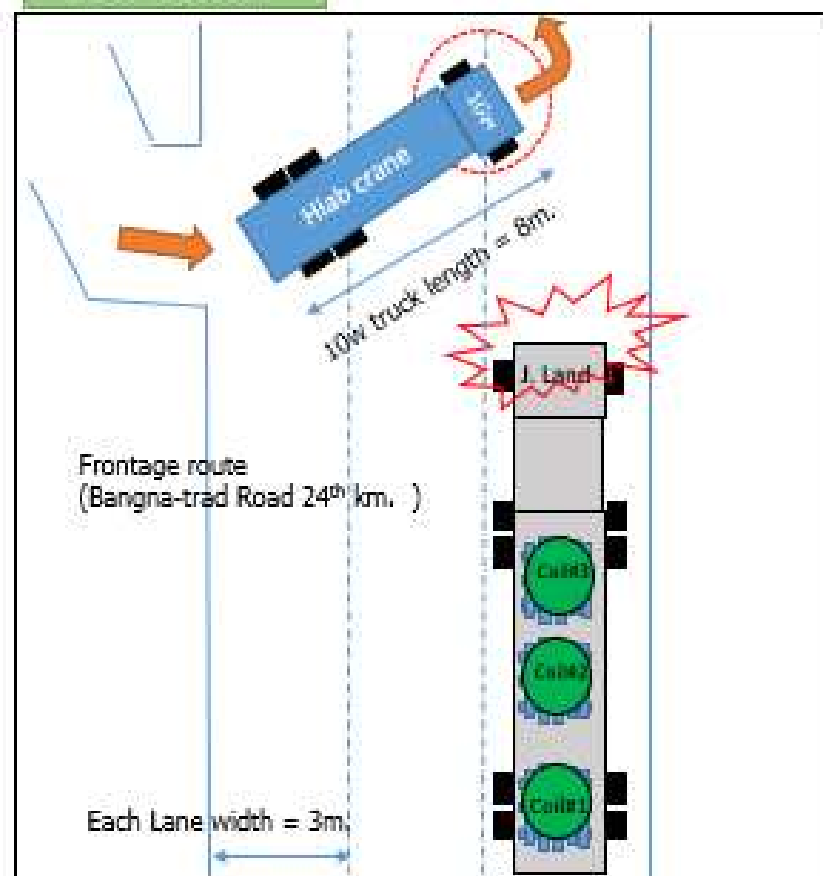 10W
Hiab crane
10w truck length = 8m.
J. Land
Frontage route
(Bangna-trad Road 24th km. )
Coil#3
Coil#2
Coil#1
Each Lane width = 3m.